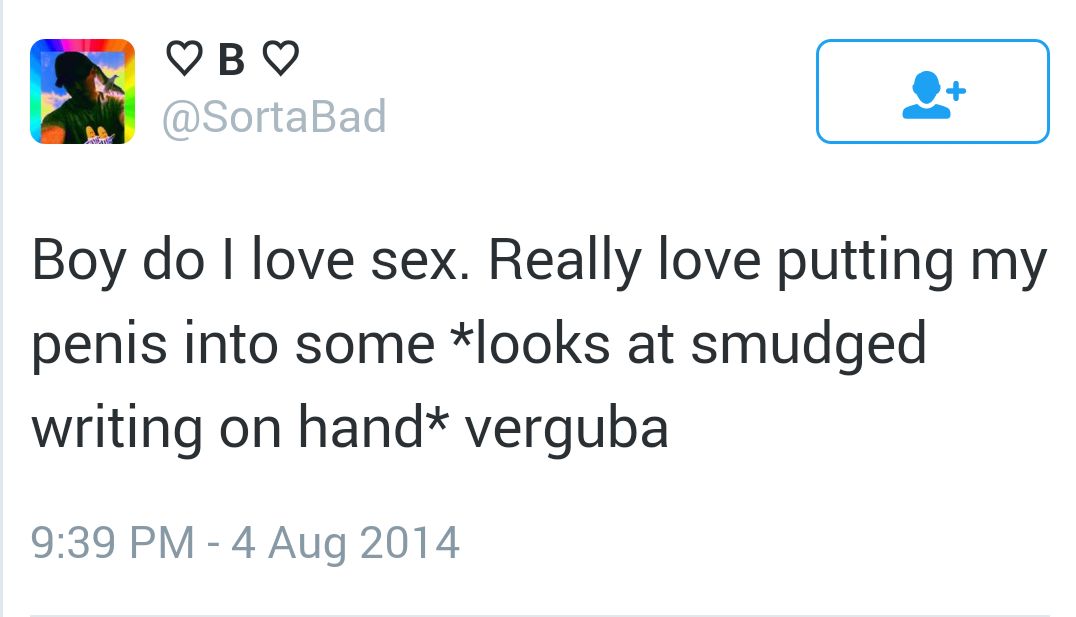 ♡ B ♡
@SortaBad
Boy do I love sex. Really love putting my
penis into some *looks at smudged
writing on hand* verguba
9:39 PM - 4 Aug 2014